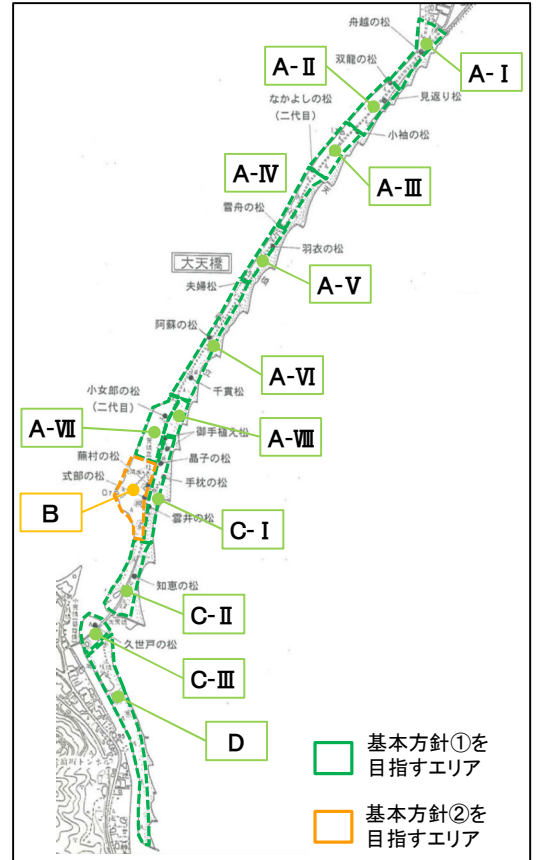 舟越の松
A-Ⅰ
双龍の松
A-Ⅱ
見返り松
なかよしの松
(二代目)
小袖の松
A-Ⅳ
A-Ⅲ
雪舟の松
羽衣の松
大天橋
A-Ⅴ
夫婦松
阿蘇の松
A-Ⅵ
千貫松
小女郎の松
(二代目)
A-Ⅶ
A-Ⅷ
御手植え松
蕪村の松
晶子の松
式部の松
手枕の松
B
雲井の松
C-Ⅰ
知恵の松
C-Ⅱ
久世戸の松
C-Ⅲ
D
基本方針①を
目指すエリア
基本方針②を
目指すエリア